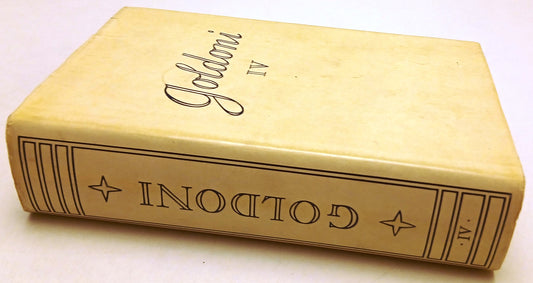 Goldoni
IV
GOLDONI
· IV ·